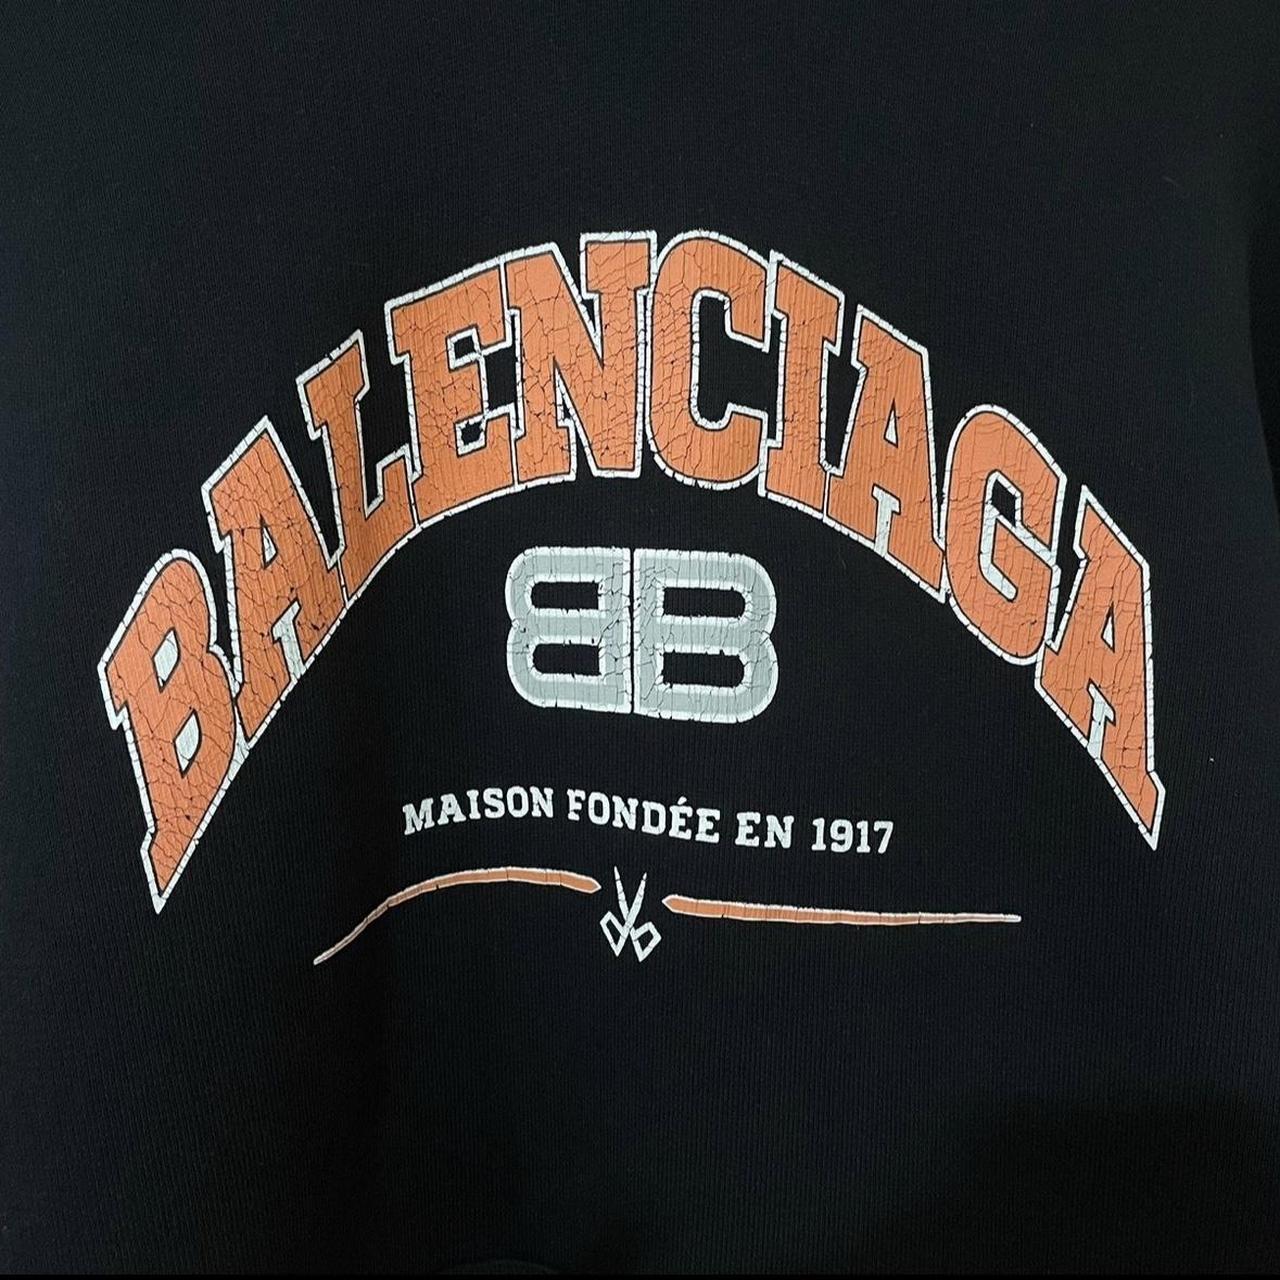 BALENCIAGA
BB
MAISON FONDÉE EN 1917